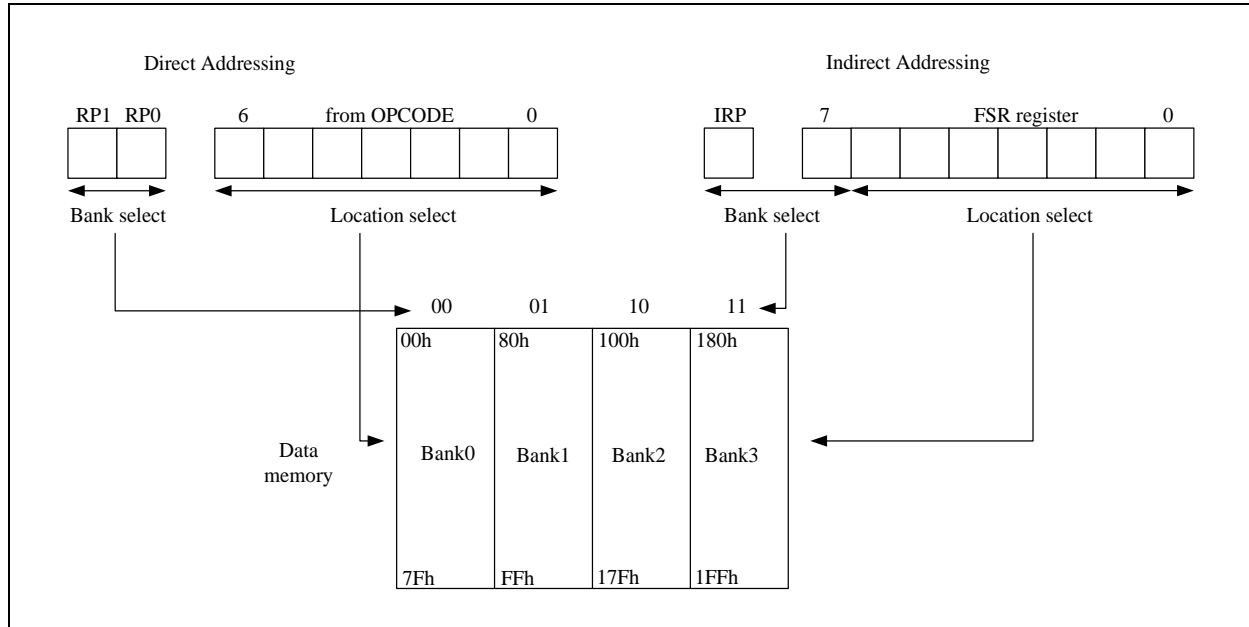 Direct Addressing Indirect Addressing
RP1 RP0 6 from OPCODE 0 IRP 7 FSR register 0
Bank select Location select Bank select Location select
00 01 10 11
00h 80h 100h 180h
Data
memory
Bank0 Bank1 Bank2 Bank3
7Fh FFh 17Fh 1FFh